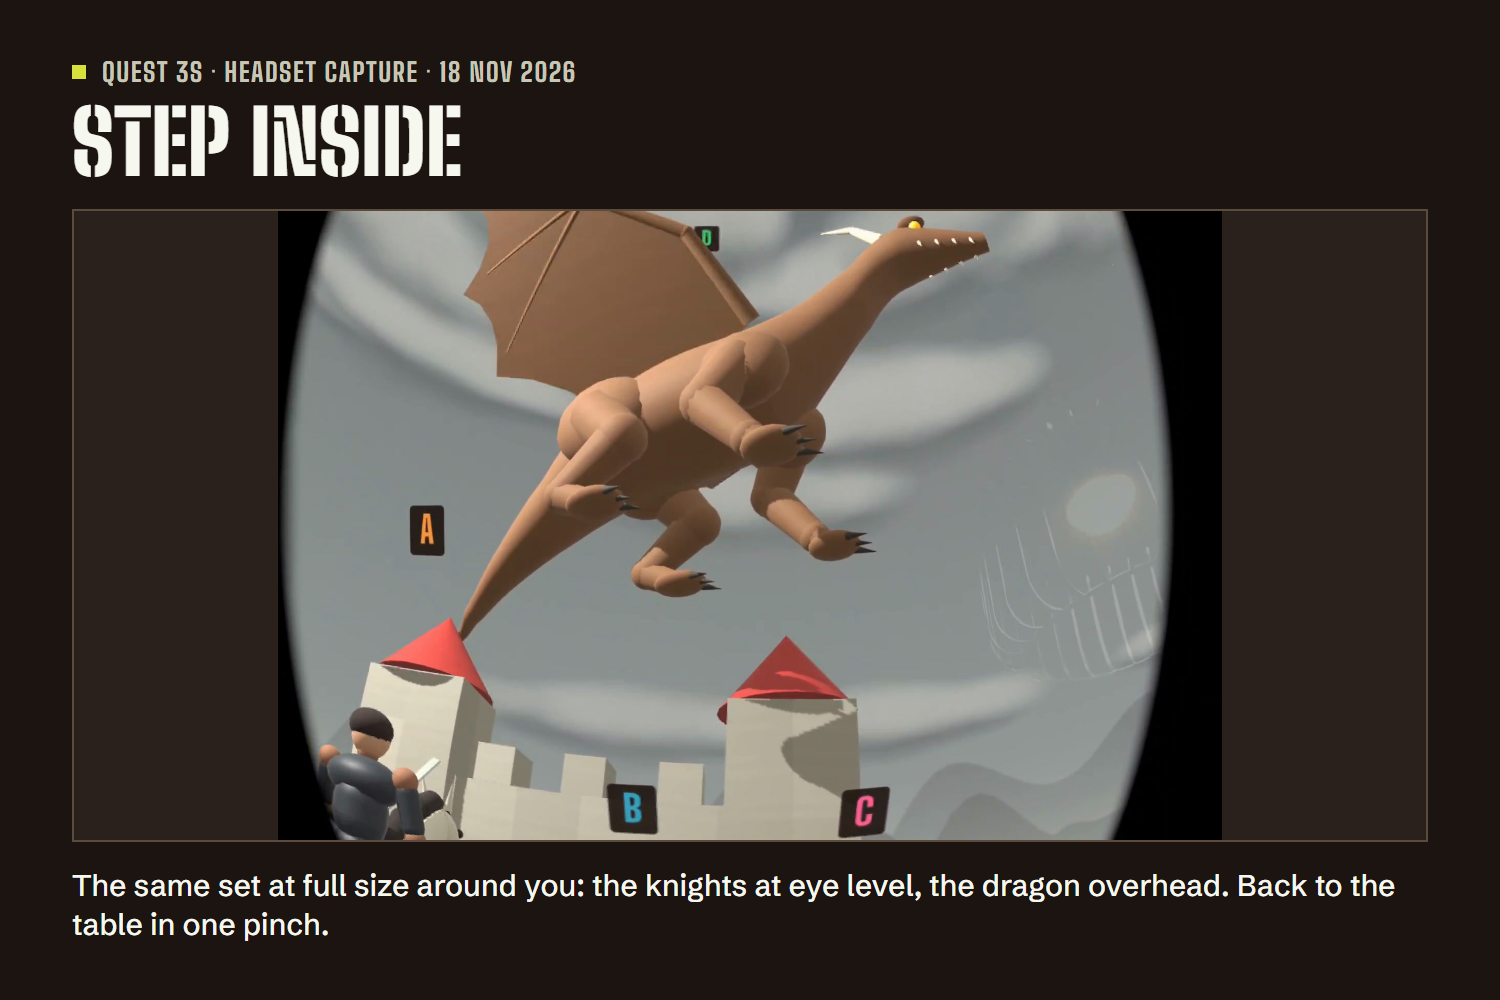 QUEST 3S · HEADSET CAPTURE · 18 NOV 2026
STEP INSIDE
D
A
B
C
The same set at full size around you: the knights at eye level, the dragon overhead. Back to the
table in one pinch.